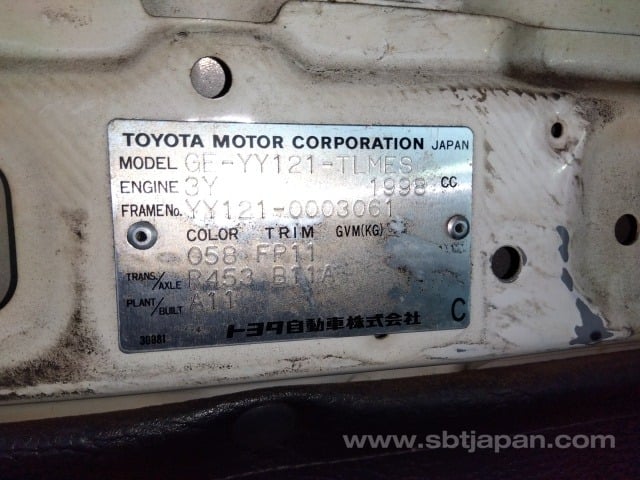 TOYOTA MOTOR CORPORATION JAPAN
MODEL GE-YY121-TLMES
ENGINE 3Y 1998 CC
FRAME No. YY121-0003061
COLOR TRIM GVM(KG)
058 FP11
TRANS/AXLE R453 B11A
PLANT/BUILT A11
30881 トヨタ自動車株式会社 C
www.sbtjapan.com